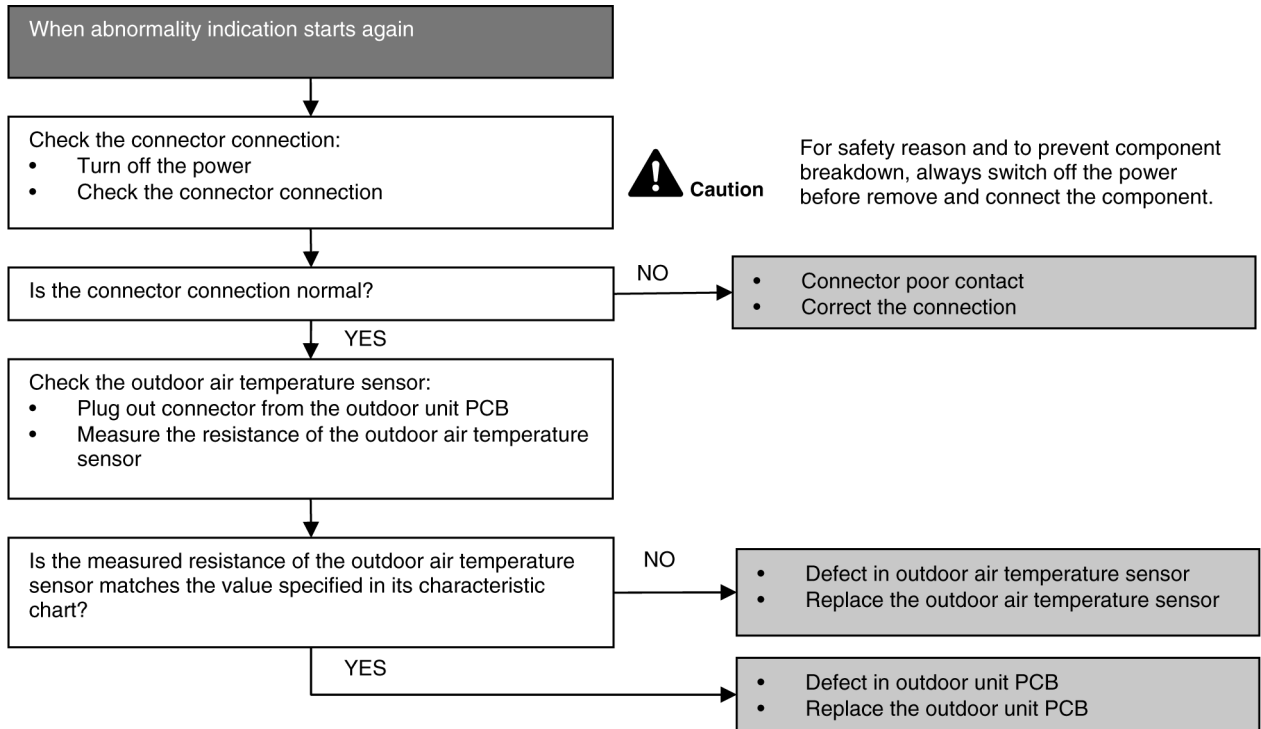 When abnormality indication starts again
Check the connector connection:
• Turn off the power
• Check the connector connection
Caution
For safety reason and to prevent component
breakdown, always switch off the power
before remove and connect the component.
Is the connector connection normal?
NO
• Connector poor contact
• Correct the connection
YES
Check the outdoor air temperature sensor:
• Plug out connector from the outdoor unit PCB
• Measure the resistance of the outdoor air temperature
sensor
Is the measured resistance of the outdoor air temperature
sensor matches the value specified in its characteristic
chart?
NO
• Defect in outdoor air temperature sensor
• Replace the outdoor air temperature sensor
YES
• Defect in outdoor unit PCB
• Replace the outdoor unit PCB